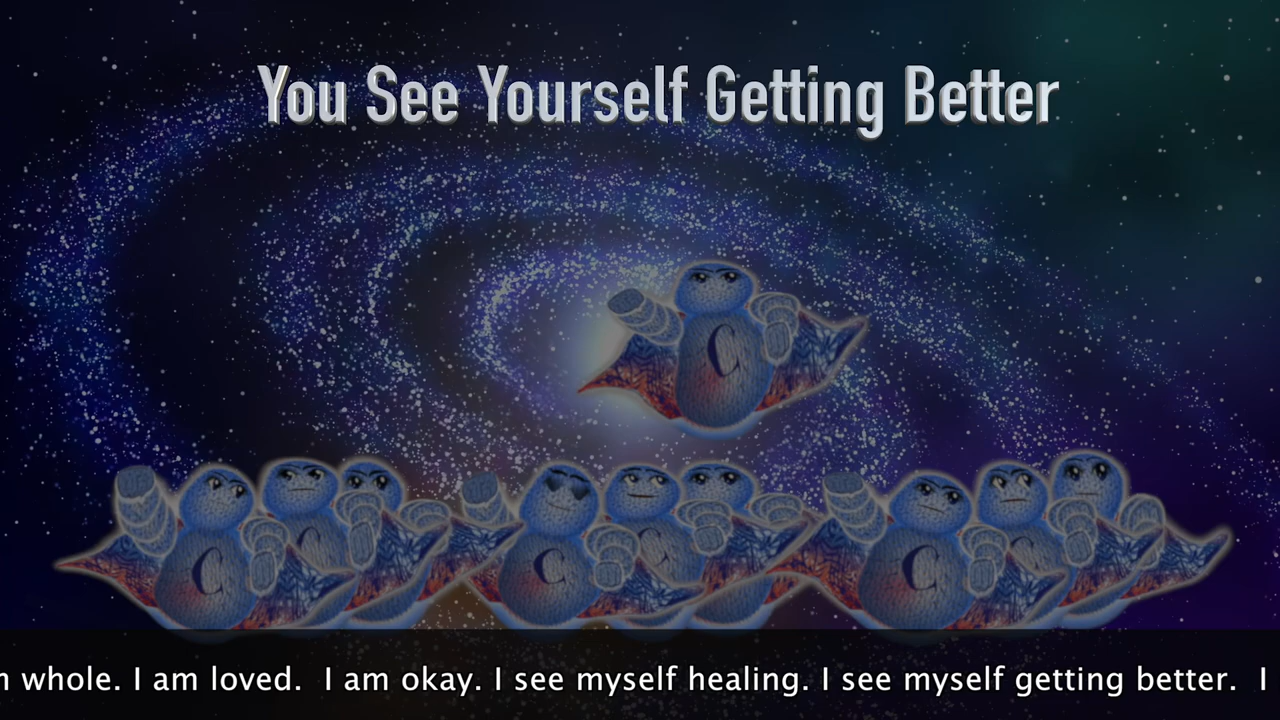 You See Yourself Getting Better
C
C C C C C C
whole. I am loved. I am okay. I see myself healing. I see myself getting better. I